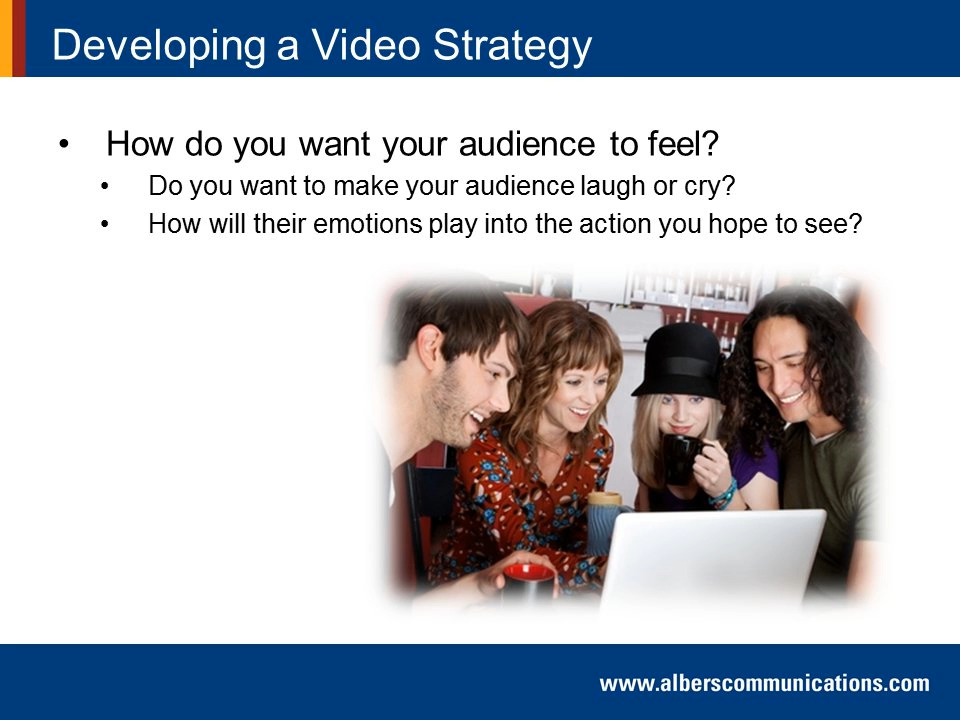 Developing a Video Strategy
• How do you want your audience to feel?
• Do you want to make your audience laugh or cry?
• How will their emotions play into the action you hope to see?
www.alberscommunications.com